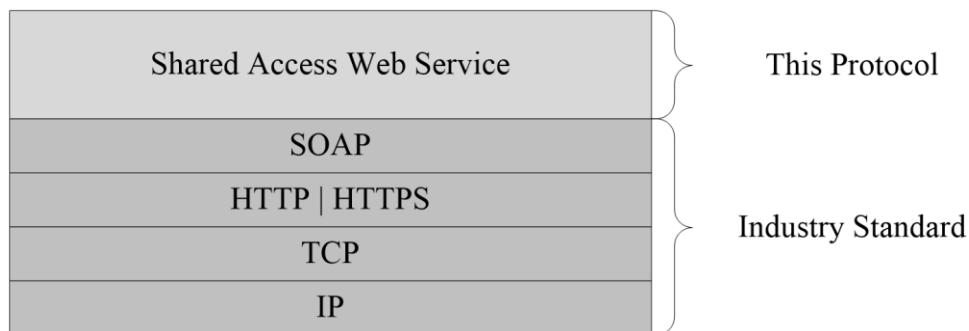 Shared Access Web Service
This Protocol
SOAP
HTTP | HTTPS
TCP
IP
Industry Standard